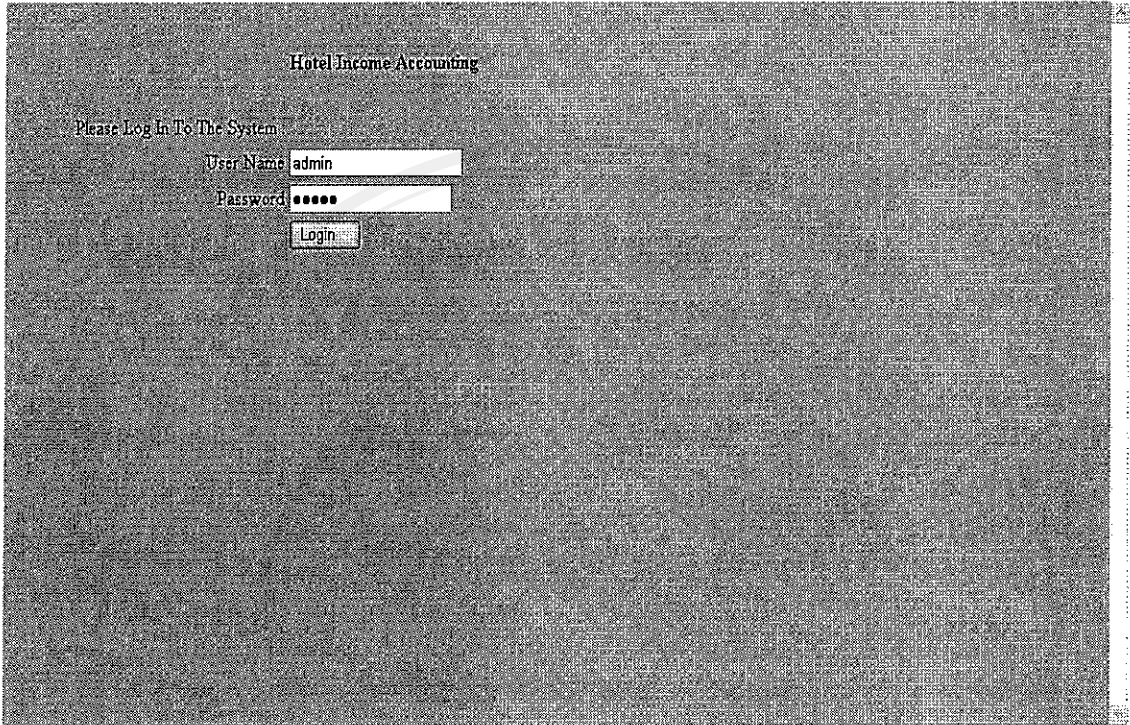 Hotel Income Accounting
Please Log In To The System
User Name admin
Password •••••
Login